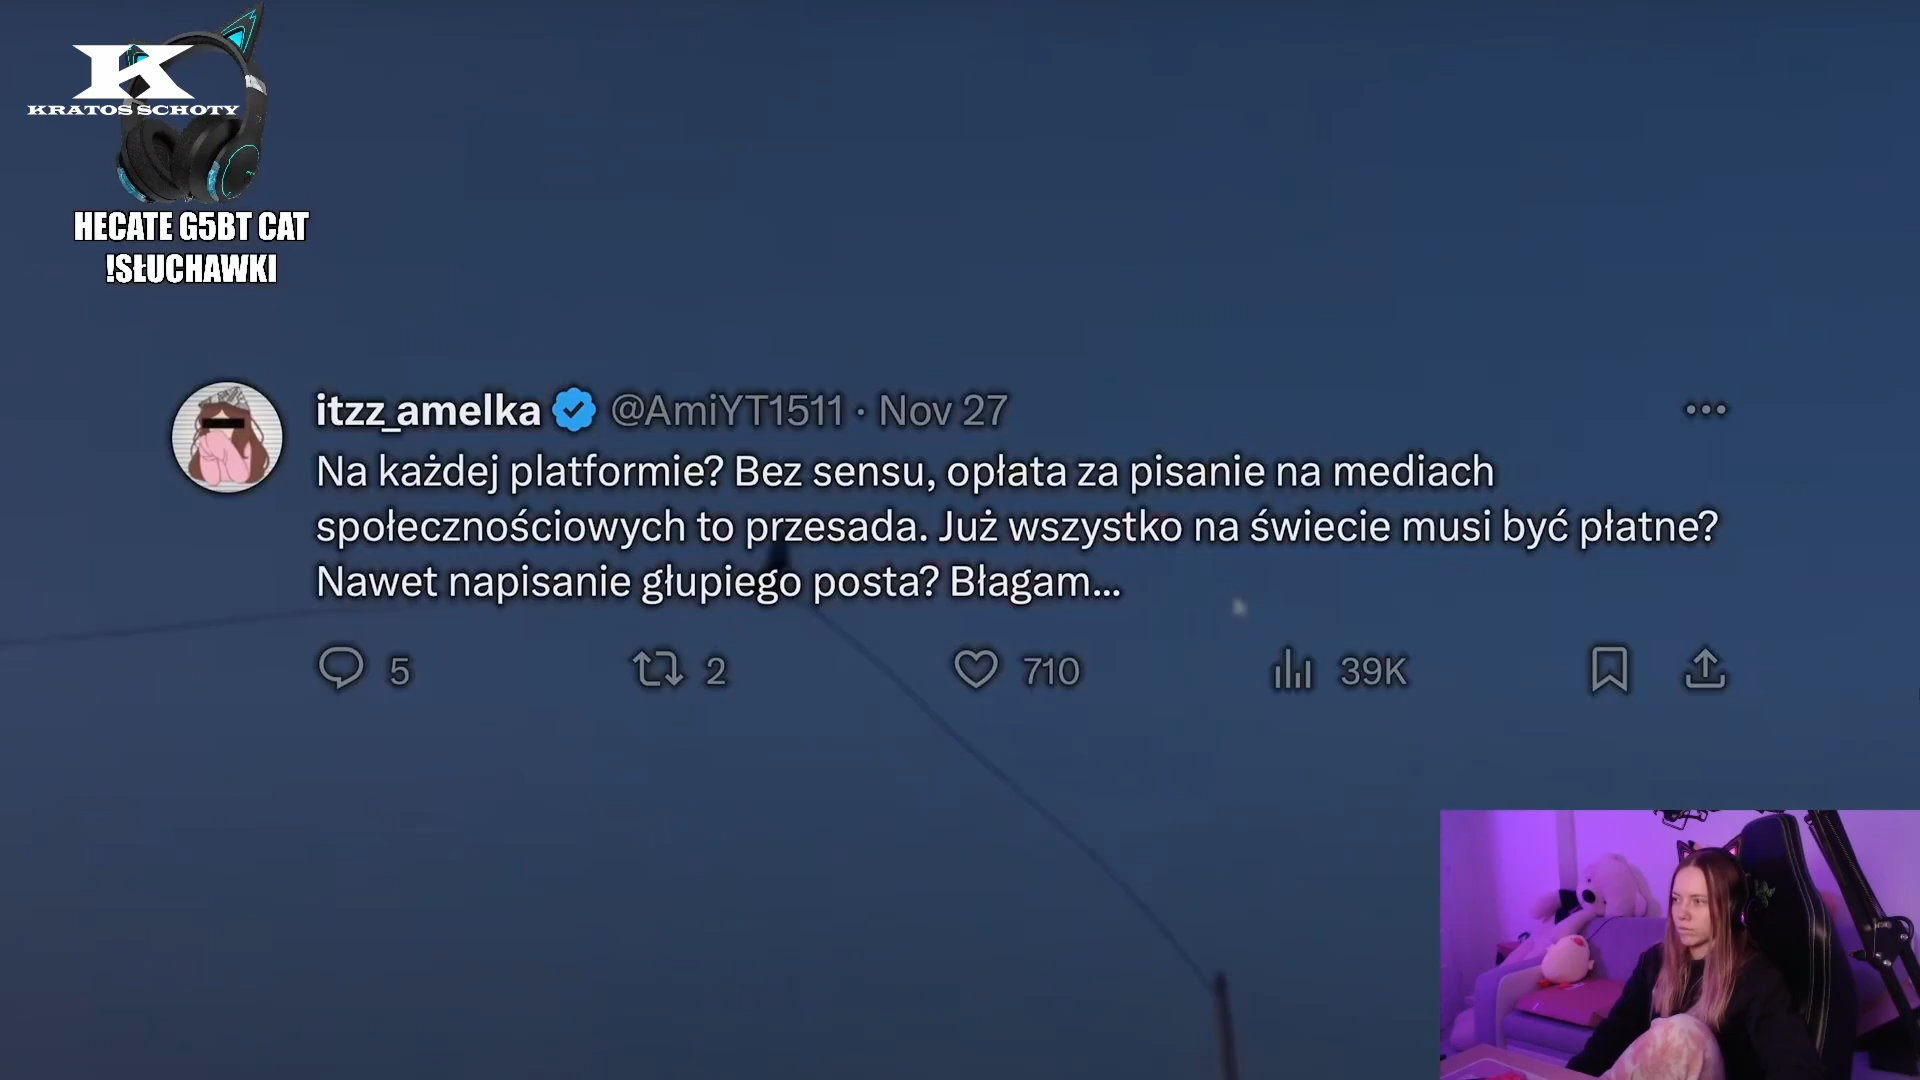 K
KRATOS SCHOTY
HECATE G5BT CAT
!SŁUCHAWKI
itzz_amelka @AmiYT1511 · Nov 27
Na każdej platformie? Bez sensu, opłata za pisanie na mediach
społecznościowych to przesada. Już wszystko na świecie musi być płatne?
Nawet napisanie głupiego posta? Błagam...
5 2 710 39K